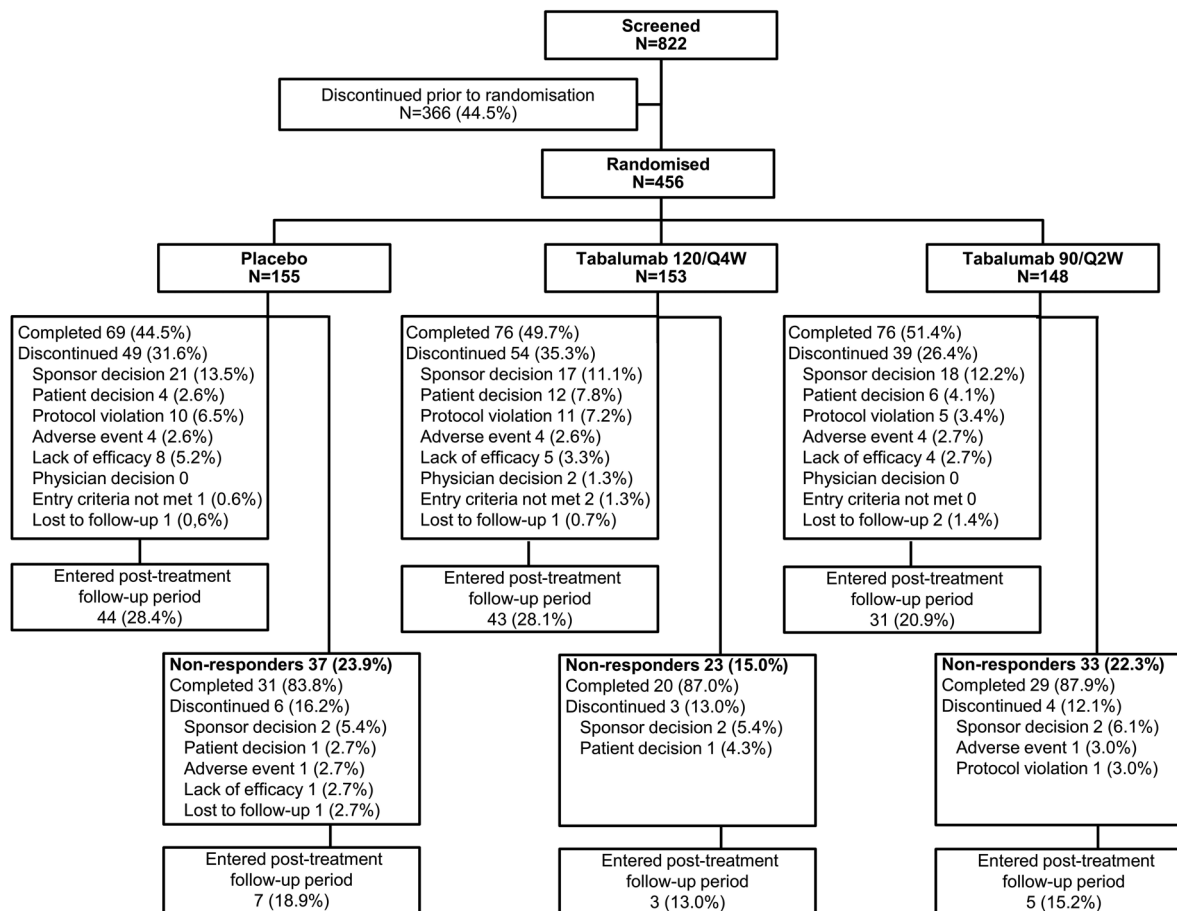 Screened
N=822
Discontinued prior to randomisation
N=366 (44.5%)
Randomised
N=456
Placebo
N=155
Tabalumab 120/Q4W
N=153
Tabalumab 90/Q2W
N=148
Completed 69 (44.5%)
Discontinued 49 (31.6%)
Sponsor decision 21 (13.5%)
Patient decision 4 (2.6%)
Protocol violation 10 (6.5%)
Adverse event 4 (2.6%)
Lack of efficacy 8 (5.2%)
Physician decision 0
Entry criteria not met 1 (0.6%)
Lost to follow-up 1 (0,6%)
Completed 76 (49.7%)
Discontinued 54 (35.3%)
Sponsor decision 17 (11.1%)
Patient decision 12 (7.8%)
Protocol violation 11 (7.2%)
Adverse event 4 (2.6%)
Lack of efficacy 5 (3.3%)
Physician decision 2 (1.3%)
Entry criteria not met 2 (1.3%)
Lost to follow-up 1 (0.7%)
Completed 76 (51.4%)
Discontinued 39 (26.4%)
Sponsor decision 18 (12.2%)
Patient decision 6 (4.1%)
Protocol violation 5 (3.4%)
Adverse event 4 (2.7%)
Lack of efficacy 4 (2.7%)
Physician decision 0
Entry criteria not met 0
Lost to follow-up 2 (1.4%)
Entered post-treatment
follow-up period
44 (28.4%)
Entered post-treatment
follow-up period
43 (28.1%)
Entered post-treatment
follow-up period
31 (20.9%)
Non-responders 37 (23.9%)
Completed 31 (83.8%)
Discontinued 6 (16.2%)
Sponsor decision 2 (5.4%)
Patient decision 1 (2.7%)
Adverse event 1 (2.7%)
Lack of efficacy 1 (2.7%)
Lost to follow-up 1 (2.7%)
Non-responders 23 (15.0%)
Completed 20 (87.0%)
Discontinued 3 (13.0%)
Sponsor decision 2 (5.4%)
Patient decision 1 (4.3%)
Non-responders 33 (22.3%)
Completed 29 (87.9%)
Discontinued 4 (12.1%)
Sponsor decision 2 (6.1%)
Adverse event 1 (3.0%)
Protocol violation 1 (3.0%)
Entered post-treatment
follow-up period
7 (18.9%)
Entered post-treatment
follow-up period
3 (13.0%)
Entered post-treatment
follow-up period
5 (15.2%)